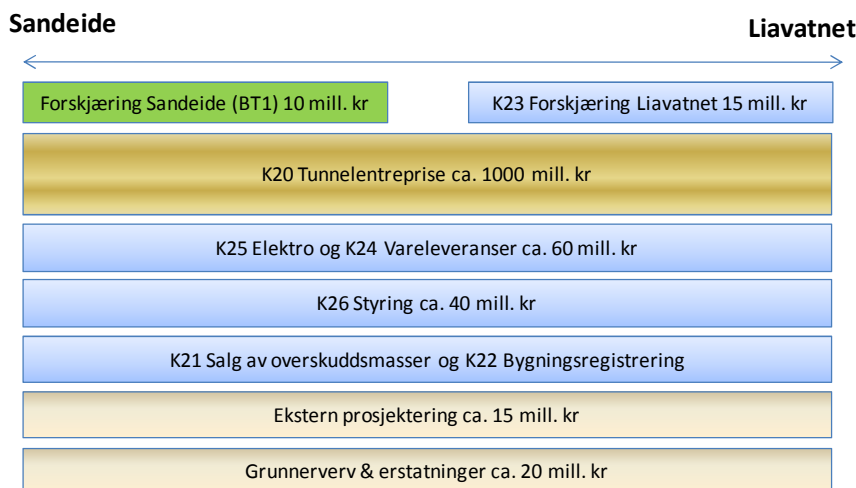 Sandeide
Liavatnet
Forskjæring Sandeide (BT1) 10 mill. kr
K23 Forskjæring Liavatnet 15 mill. kr
K20 Tunnelentreprise ca. 1000 mill. kr
K25 Elektro og K24 Vareleveranser ca. 60 mill. kr
K26 Styring ca. 40 mill. kr
K21 Salg av overskuddsmasser og K22 Bygningsregistrering
Ekstern prosjektering ca. 15 mill. kr
Grunnerverv & erstatninger ca. 20 mill. kr